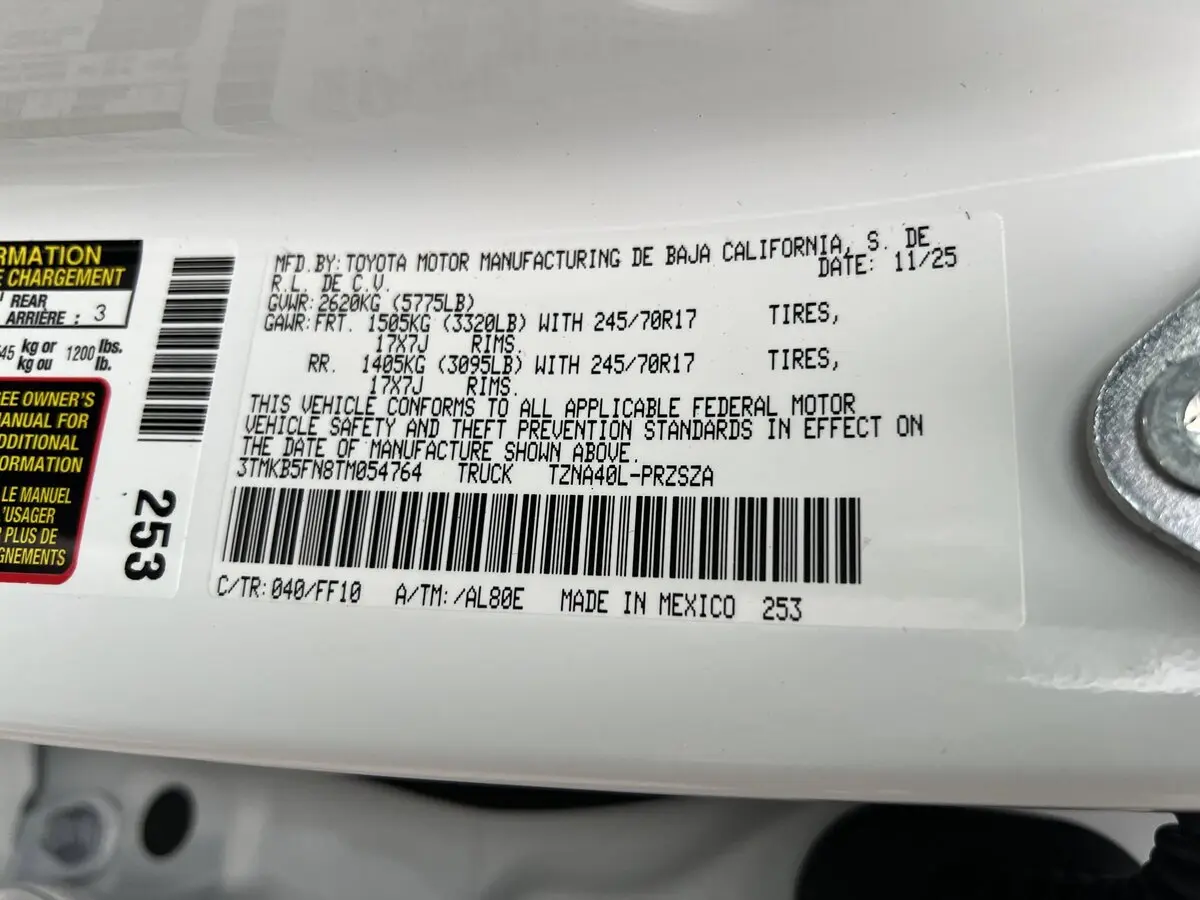 RMATION
E CHARGEMENT
REAR
ARRIÈRE : 3
45 kg or 1200 lbs.
kg ou lb.
SEE OWNER'S
MANUAL FOR
ADDITIONAL
ORMATION
LE MANUEL
L'USAGER
PLUS DE
GNEMENTS
253
MFD.BY:TOYOTA MOTOR MANUFACTURING DE BAJA CALIFORNIA, S. DE
R.L. DE C.V. DATE: 11/25
GVWR:2620KG (5775LB)
GAWR:FRT. 1505KG (3320LB) WITH 245/70R17 TIRES,
17X7J RIMS.
RR. 1405KG (3095LB) WITH 245/70R17 TIRES,
17X7J RIMS.
THIS VEHICLE CONFORMS TO ALL APPLICABLE FEDERAL MOTOR
VEHICLE SAFETY AND THEFT PREVENTION STANDARDS IN EFFECT ON
THE DATE OF MANUFACTURE SHOWN ABOVE.
3TMKB5FN8TM054764 TRUCK TZNA40L-PRZSZA
C/TR:040/FF10 A/TM:/AL80E MADE IN MEXICO 253